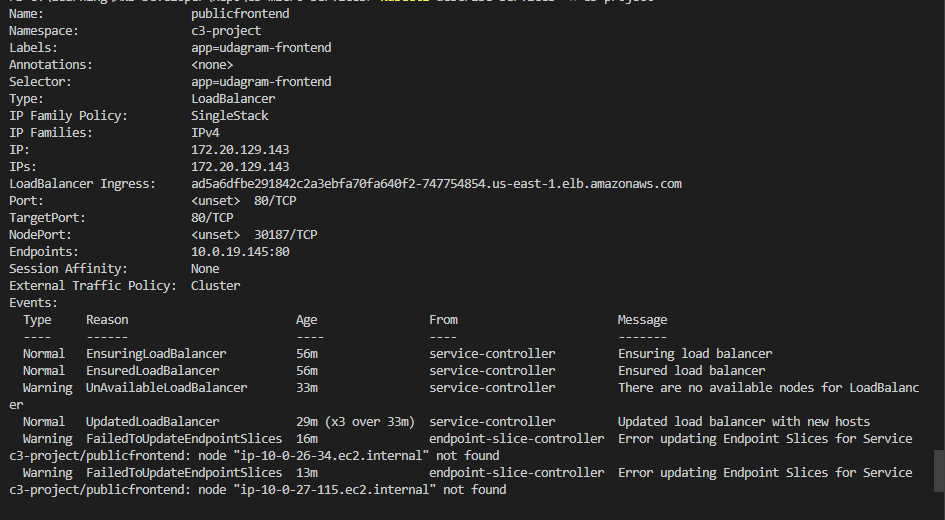 Name: publicfrontend
Namespace: c3-project
Labels: app=udagram-frontend
Annotations: <none>
Selector: app=udagram-frontend
Type: LoadBalancer
IP Family Policy: SingleStack
IP Families: IPv4
IP: 172.20.129.143
IPs: 172.20.129.143
LoadBalancer Ingress: ad5a6dfbe291842c2a3ebfa70fa640f2-747754854.us-east-1.elb.amazonaws.com
Port: <unset> 80/TCP
TargetPort: 80/TCP
NodePort: <unset> 30187/TCP
Endpoints: 10.0.19.145:80
Session Affinity: None
External Traffic Policy: Cluster
Events:
Type Reason Age From Message
---- ------ ---- ---- -------
Normal EnsuringLoadBalancer 56m service-controller Ensuring load balancer
Normal EnsuredLoadBalancer 56m service-controller Ensured load balancer
Warning UnAvailableLoadBalancer 33m service-controller There are no available nodes for LoadBalanc
er
Normal UpdatedLoadBalancer 29m (x3 over 33m) service-controller Updated load balancer with new hosts
Warning FailedToUpdateEndpointSlices 16m endpoint-slice-controller Error updating Endpoint Slices for Service
c3-project/publicfrontend: node "ip-10-0-26-34.ec2.internal" not found
Warning FailedToUpdateEndpointSlices 13m endpoint-slice-controller Error updating Endpoint Slices for Service
c3-project/publicfrontend: node "ip-10-0-27-115.ec2.internal" not found